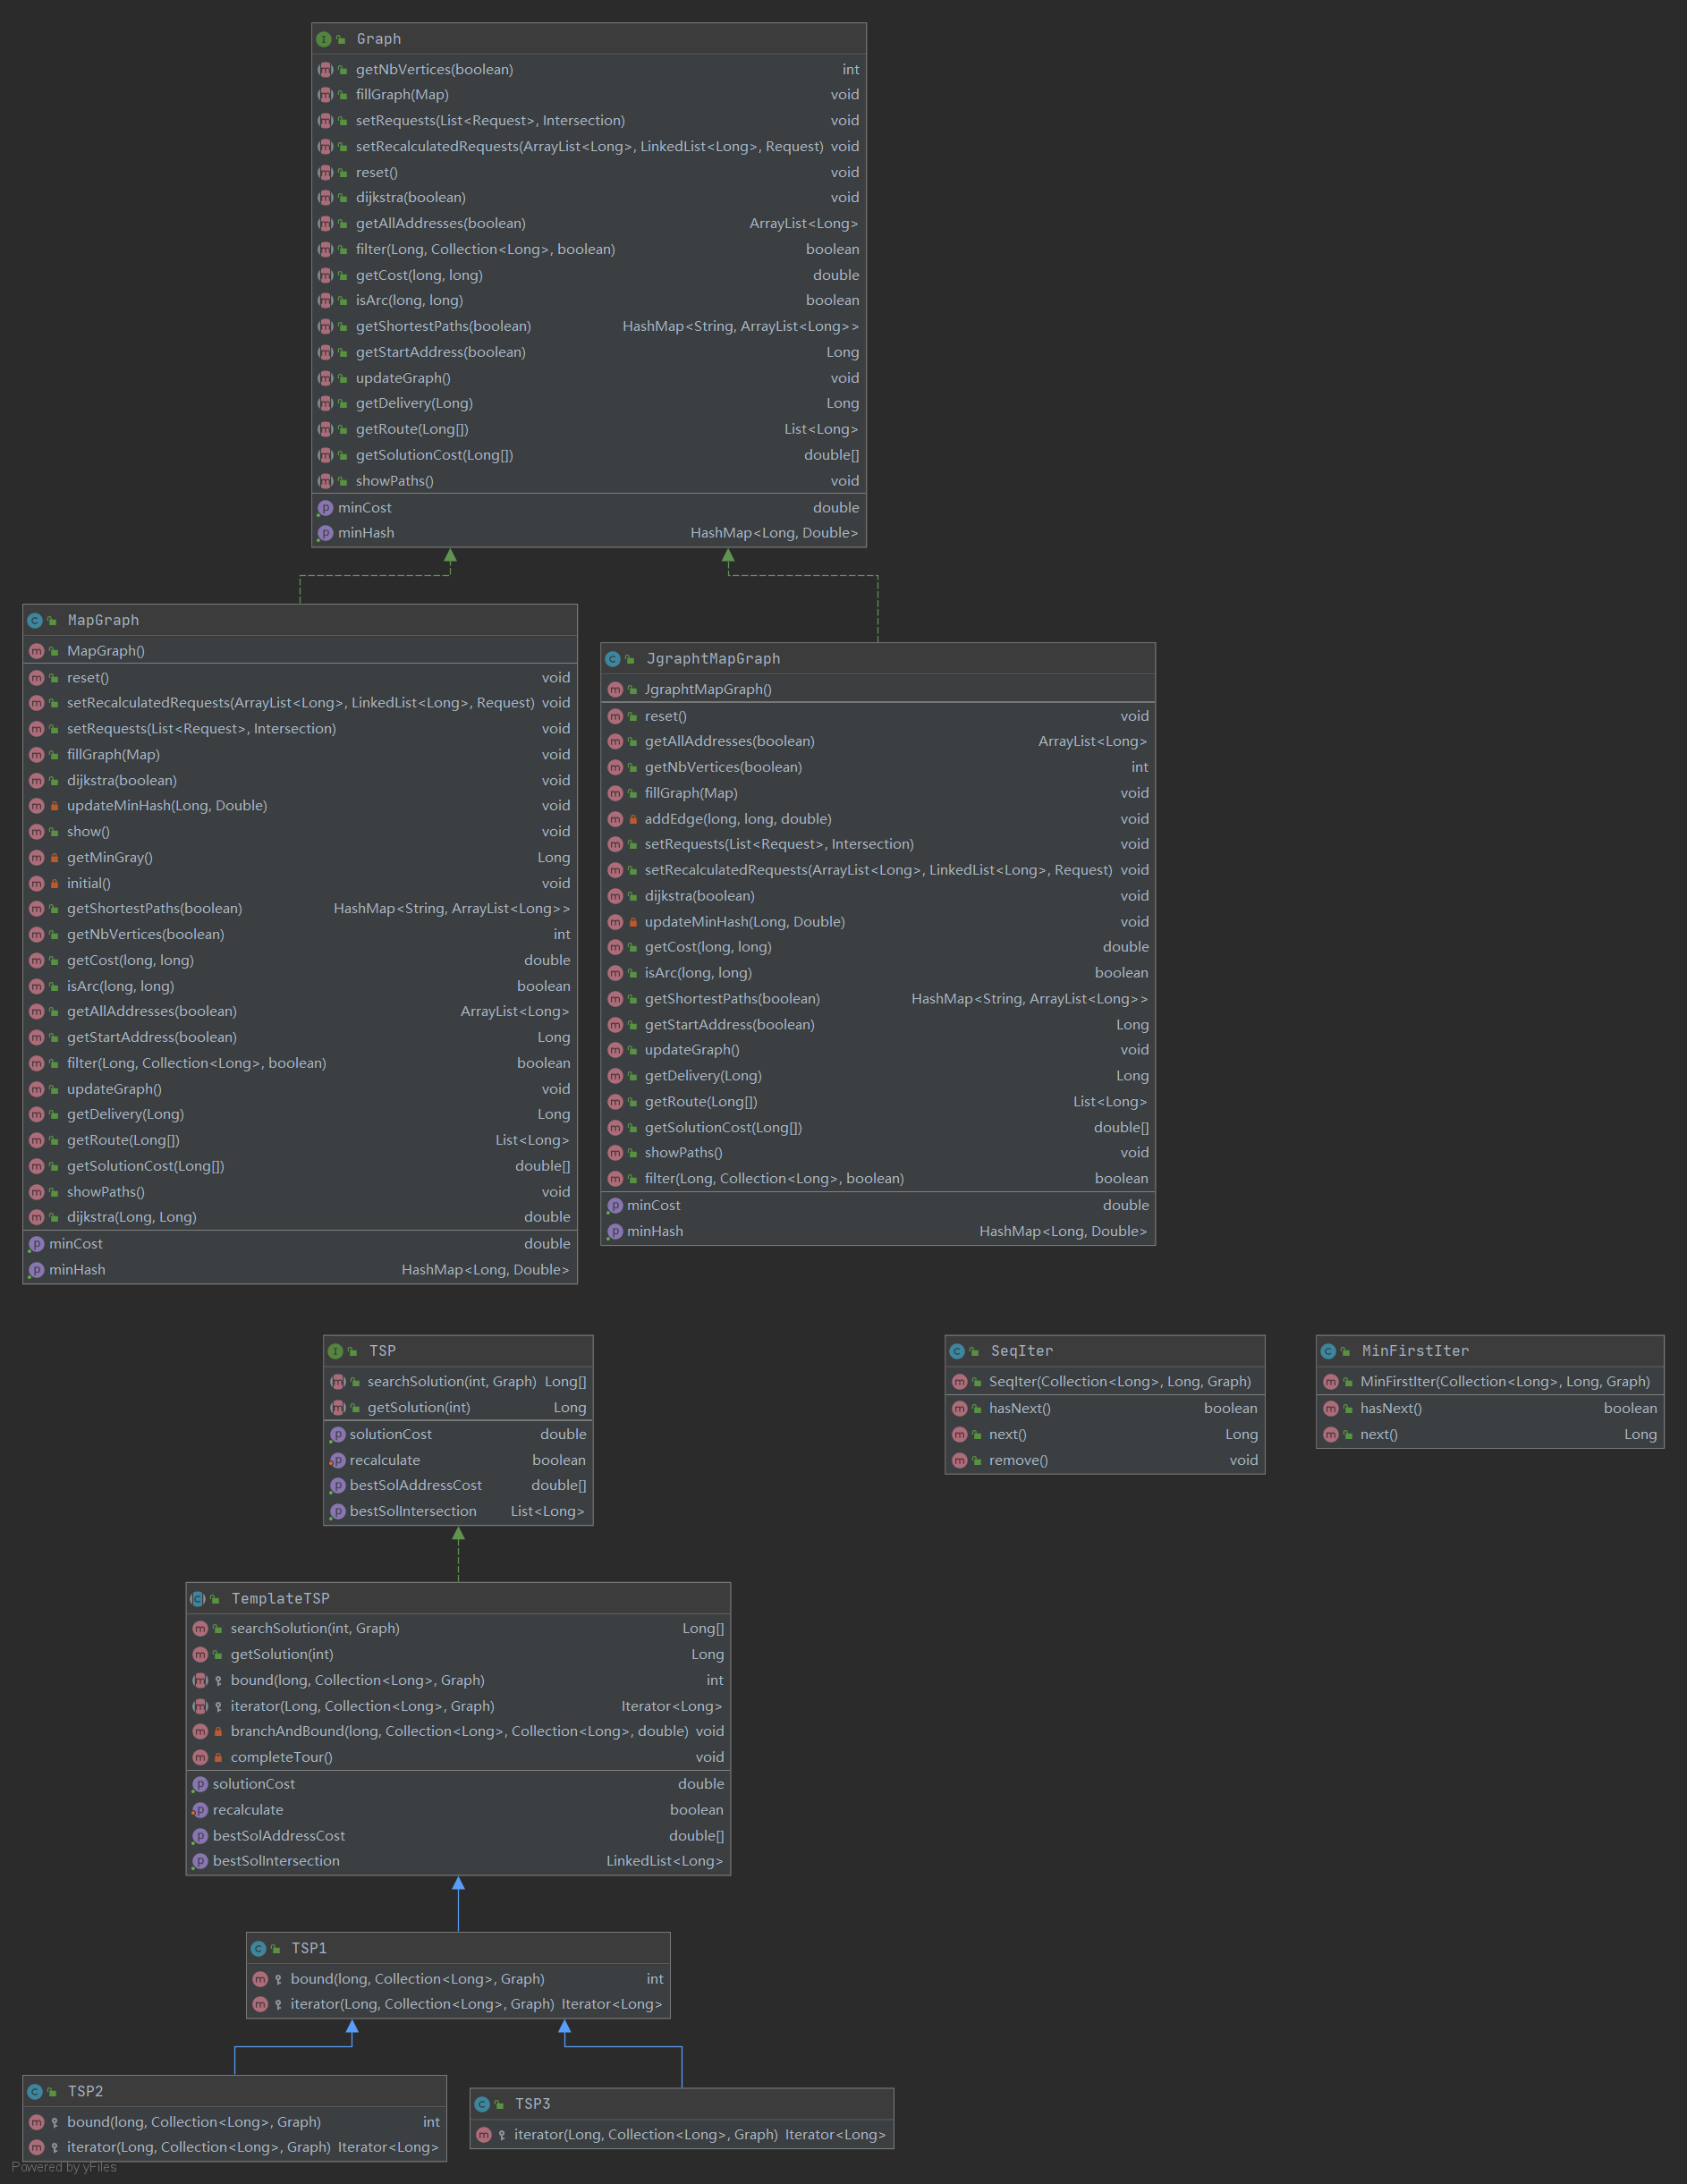 Graph
getNbVertices(boolean) int
fillGraph(Map) void
setRequests(List<Request>, Intersection) void
setRecalculatedRequests(ArrayList<Long>, LinkedList<Long>, Request) void
reset() void
dijkstra(boolean) void
getAllAddresses(boolean) ArrayList<Long>
filter(Long, Collection<Long>, boolean) boolean
getCost(long, long) double
isArc(long, long) boolean
getShortestPaths(boolean) HashMap<String, ArrayList<Long>>
getStartAddress(boolean) Long
updateGraph() void
getDelivery(Long) Long
getRoute(Long[]) List<Long>
getSolutionCost(Long[]) double[]
showPaths() void
minCost double
minHash HashMap<Long, Double>
MapGraph
MapGraph()
reset() void
setRecalculatedRequests(ArrayList<Long>, LinkedList<Long>, Request) void
setRequests(List<Request>, Intersection) void
fillGraph(Map) void
dijkstra(boolean) void
updateMinHash(Long, Double) void
show() void
getMinGray() Long
initial() void
getShortestPaths(boolean) HashMap<String, ArrayList<Long>>
getNbVertices(boolean) int
getCost(long, long) double
isArc(long, long) boolean
getAllAddresses(boolean) ArrayList<Long>
getStartAddress(boolean) Long
filter(Long, Collection<Long>, boolean) boolean
updateGraph() void
getDelivery(Long) Long
getRoute(Long[]) List<Long>
getSolutionCost(Long[]) double[]
showPaths() void
dijkstra(Long, Long) double
minCost double
minHash HashMap<Long, Double>
JgraphtMapGraph
JgraphtMapGraph()
reset() void
getAllAddresses(boolean) ArrayList<Long>
getNbVertices(boolean) int
fillGraph(Map) void
addEdge(long, long, double) void
setRequests(List<Request>, Intersection) void
setRecalculatedRequests(ArrayList<Long>, LinkedList<Long>, Request) void
dijkstra(boolean) void
updateMinHash(Long, Double) void
getCost(long, long) double
isArc(long, long) boolean
getShortestPaths(boolean) HashMap<String, ArrayList<Long>>
getStartAddress(boolean) Long
updateGraph() void
getDelivery(Long) Long
getRoute(Long[]) List<Long>
getSolutionCost(Long[]) double[]
showPaths() void
filter(Long, Collection<Long>, boolean) boolean
minCost double
minHash HashMap<Long, Double>
TSP
searchSolution(int, Graph) Long[]
getSolution(int) Long
solutionCost double
recalculate boolean
bestSolAddressCost double[]
bestSolIntersection List<Long>
SeqIter
SeqIter(Collection<Long>, Long, Graph)
hasNext() boolean
next() Long
remove() void
MinFirstIter
MinFirstIter(Collection<Long>, Long, Graph)
hasNext() boolean
next() Long
TemplateTSP
searchSolution(int, Graph) Long[]
getSolution(int) Long
bound(long, Collection<Long>, Graph) int
iterator(Long, Collection<Long>, Graph) Iterator<Long>
branchAndBound(long, Collection<Long>, Collection<Long>, double) void
completeTour() void
solutionCost double
recalculate boolean
bestSolAddressCost double[]
bestSolIntersection LinkedList<Long>
TSP1
bound(long, Collection<Long>, Graph) int
iterator(Long, Collection<Long>, Graph) Iterator<Long>
TSP2
bound(long, Collection<Long>, Graph) int
iterator(Long, Collection<Long>, Graph) Iterator<Long>
TSP3
iterator(Long, Collection<Long>, Graph) Iterator<Long>
Powered by yFiles